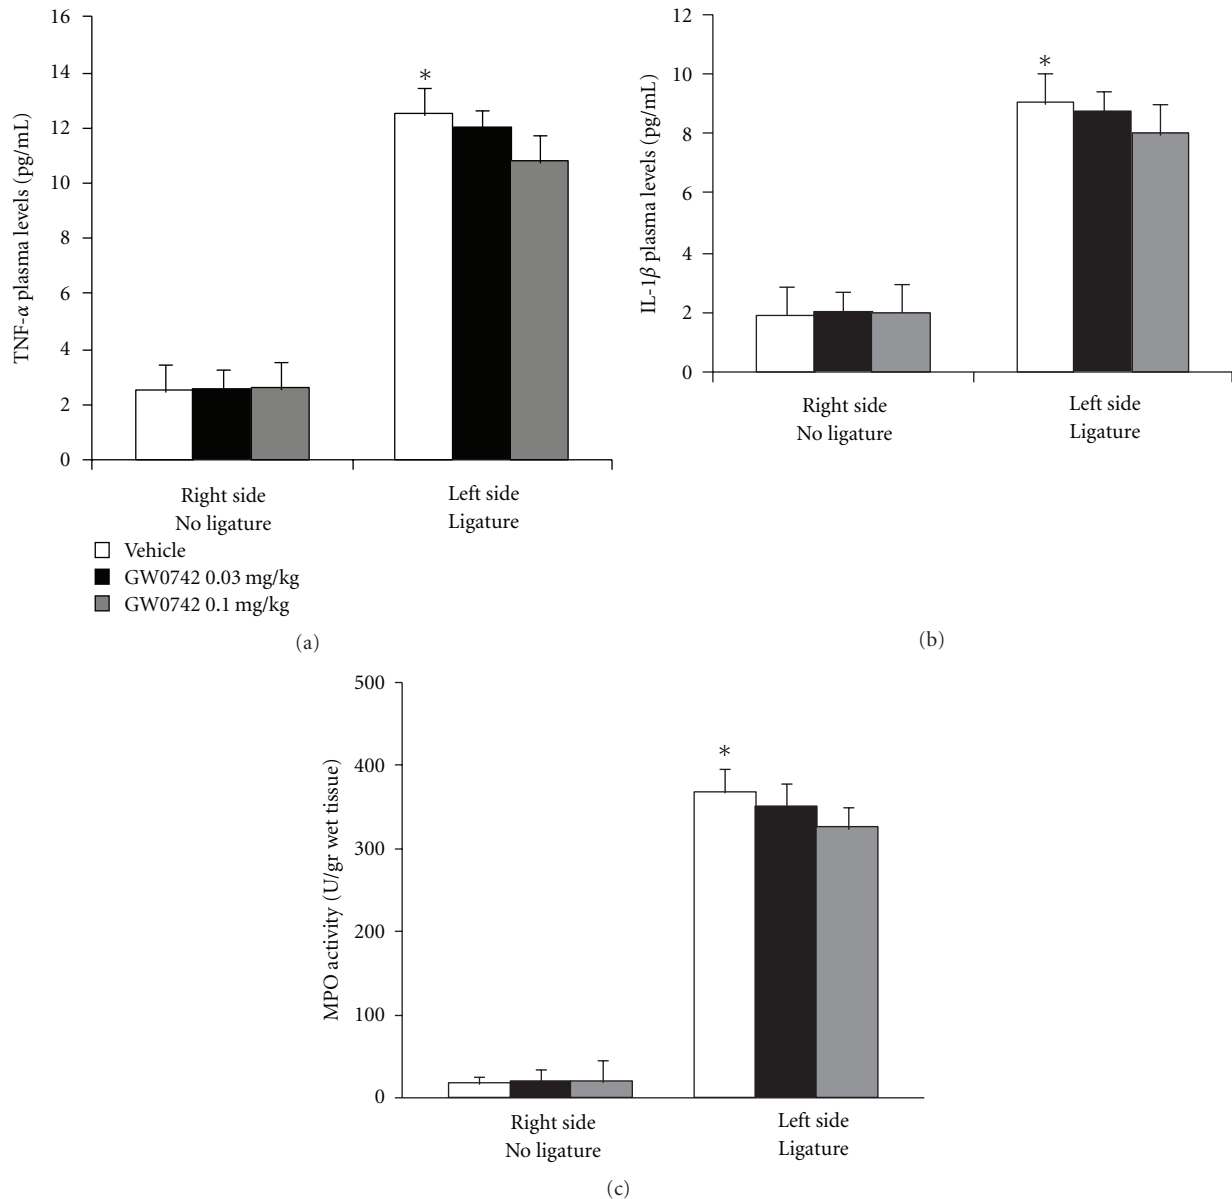 16
14
12
10
8
6
4
2
0
TNF-α plasma levels (pg/mL)
*
Right side
No ligature
Left side
Ligature
Vehicle
GW0742 0.03 mg/kg
GW0742 0.1 mg/kg
(a)
12
10
8
6
4
2
0
IL-1β plasma levels (pg/mL)
*
Right side
No ligature
Left side
Ligature
(b)
500
400
300
200
100
0
MPO activity (U/gr wet tissue)
*
Right side
No ligature
Left side
Ligature
(c)